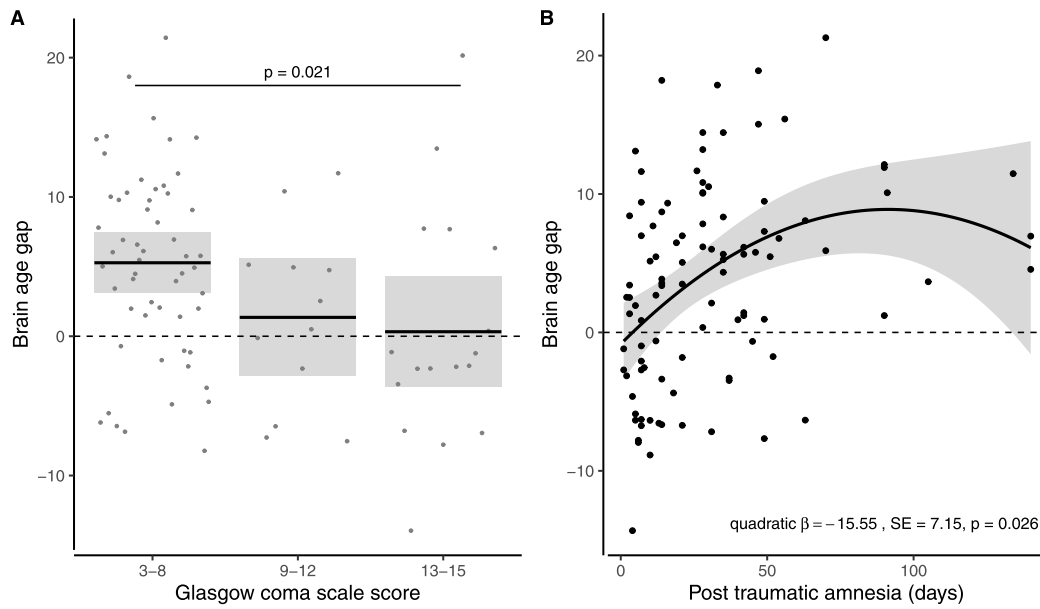 A
Brain age gap
20
10
0
−10
p = 0.021
3−8
9−12
13−15
Glasgow coma scale score
B
Brain age gap
20
10
0
−10
quadratic β = −15.55 , SE = 7.15, p = 0.026
0
50
100
Post traumatic amnesia (days)